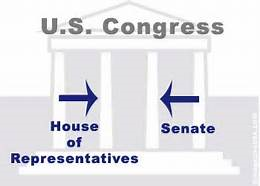 U.S. Congress
House
of
Representatives
Senate